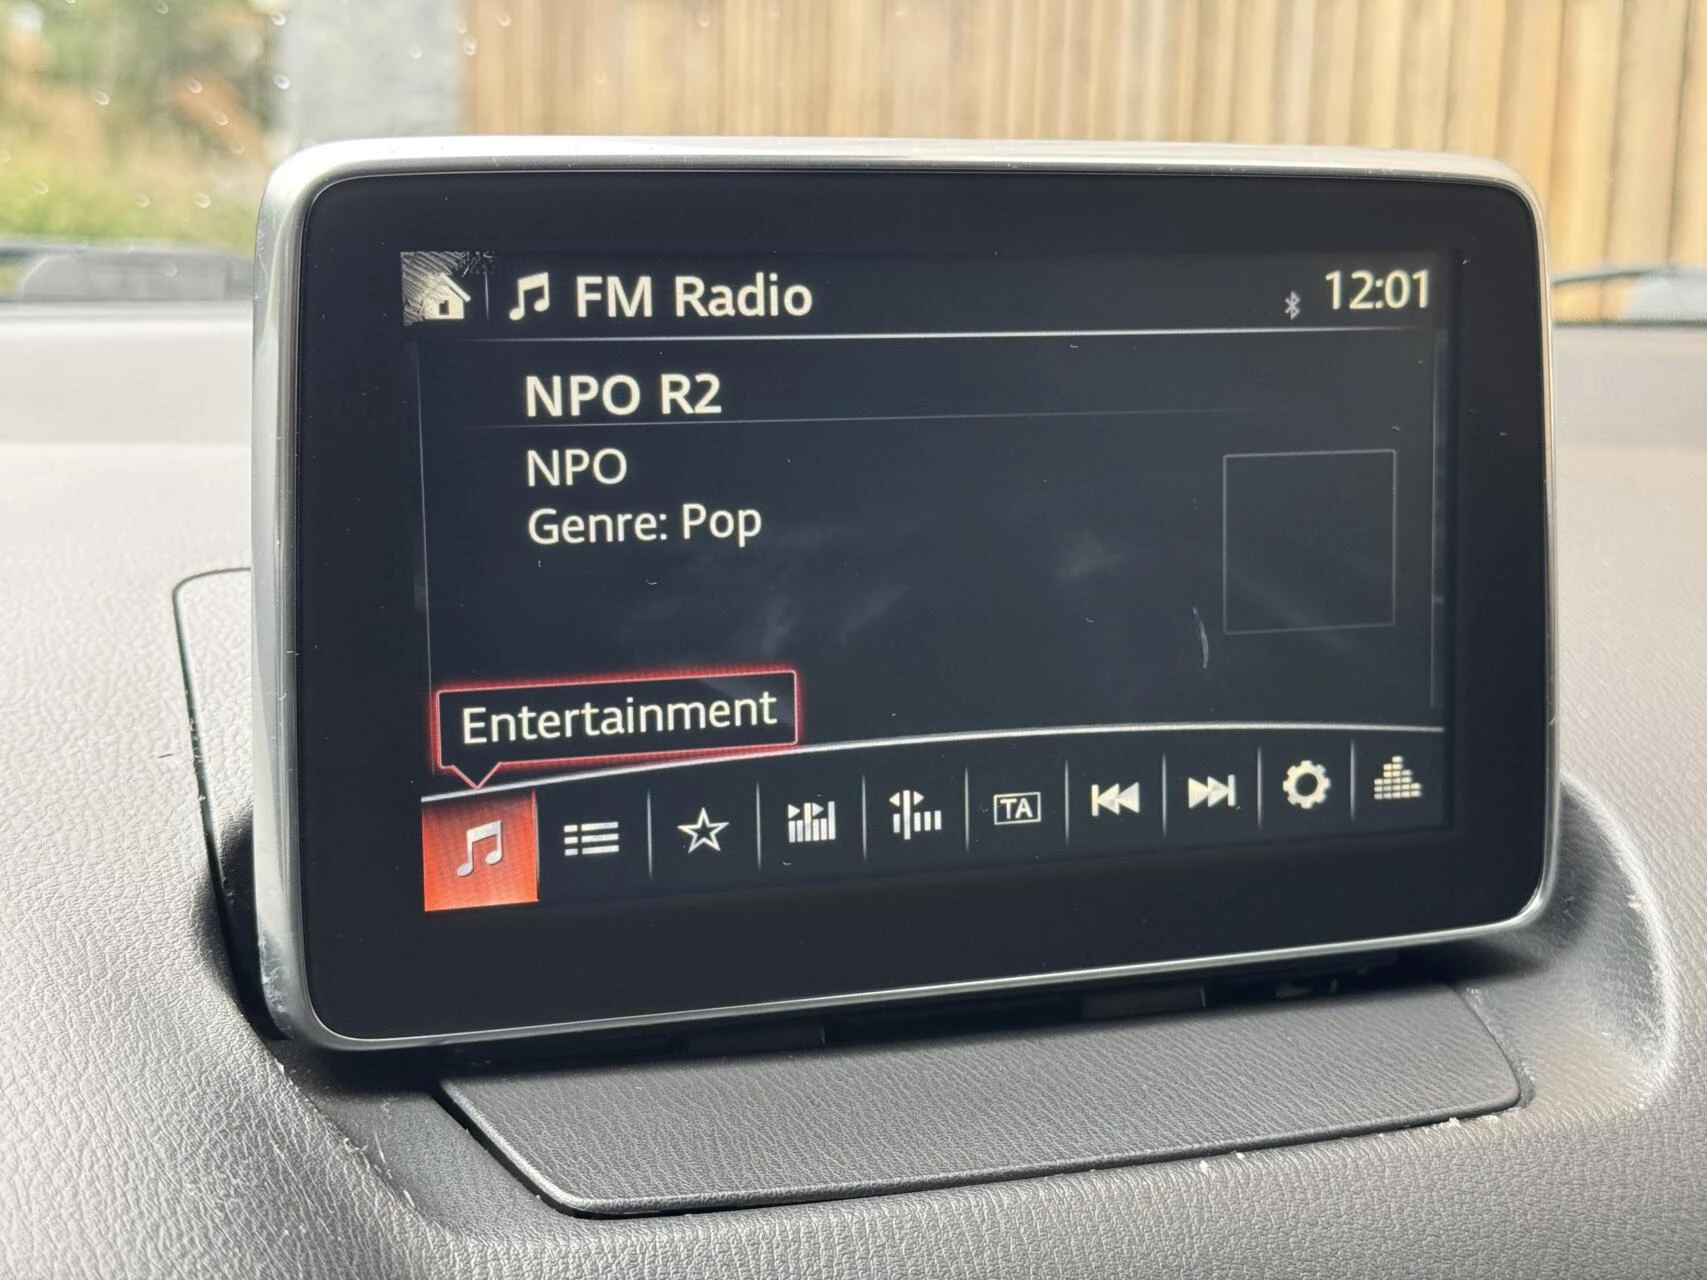 FM Radio
12:01
NPO R2
NPO
Genre: Pop
Entertainment
TA